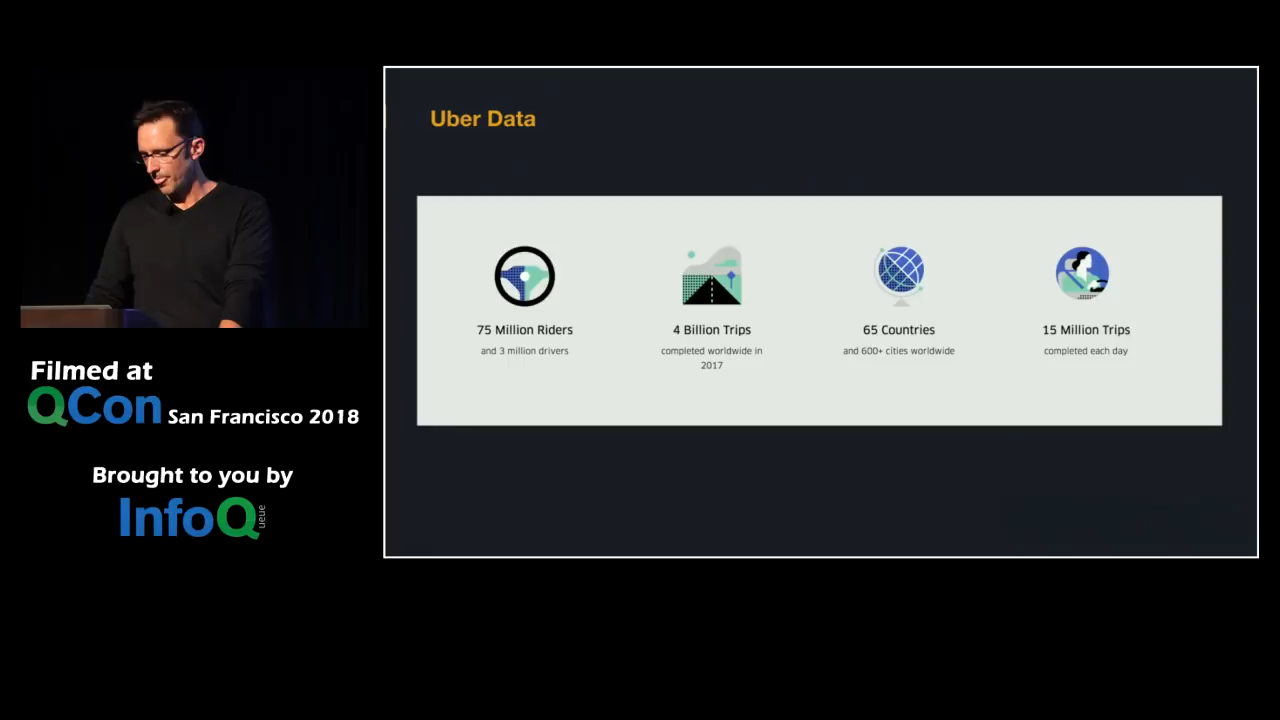 Uber Data
75 Million Riders
and 3 million drivers
4 Billion Trips
completed worldwide in
2017
65 Countries
and 600+ cities worldwide
15 Million Trips
completed each day
Filmed at
QCon San Francisco 2018
Brought to you by
InfoQ
ueue